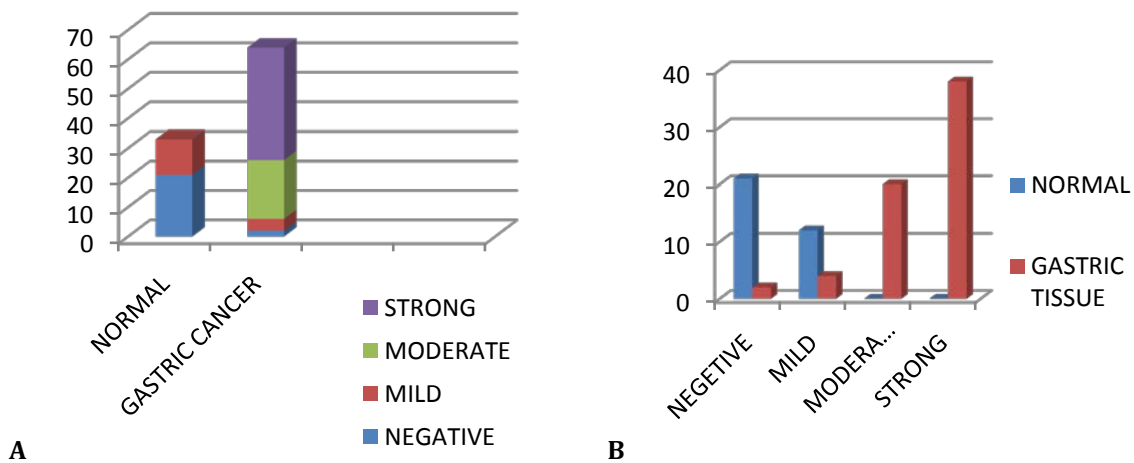 70
60
50
40
30
20
10
0
NORMAL
GASTRIC CANCER
STRONG
MODERATE
MILD
NEGATIVE
A
40
30
20
10
0
NEGETIVE
MILD
MODERA...
STRONG
NORMAL
GASTRIC
TISSUE
B